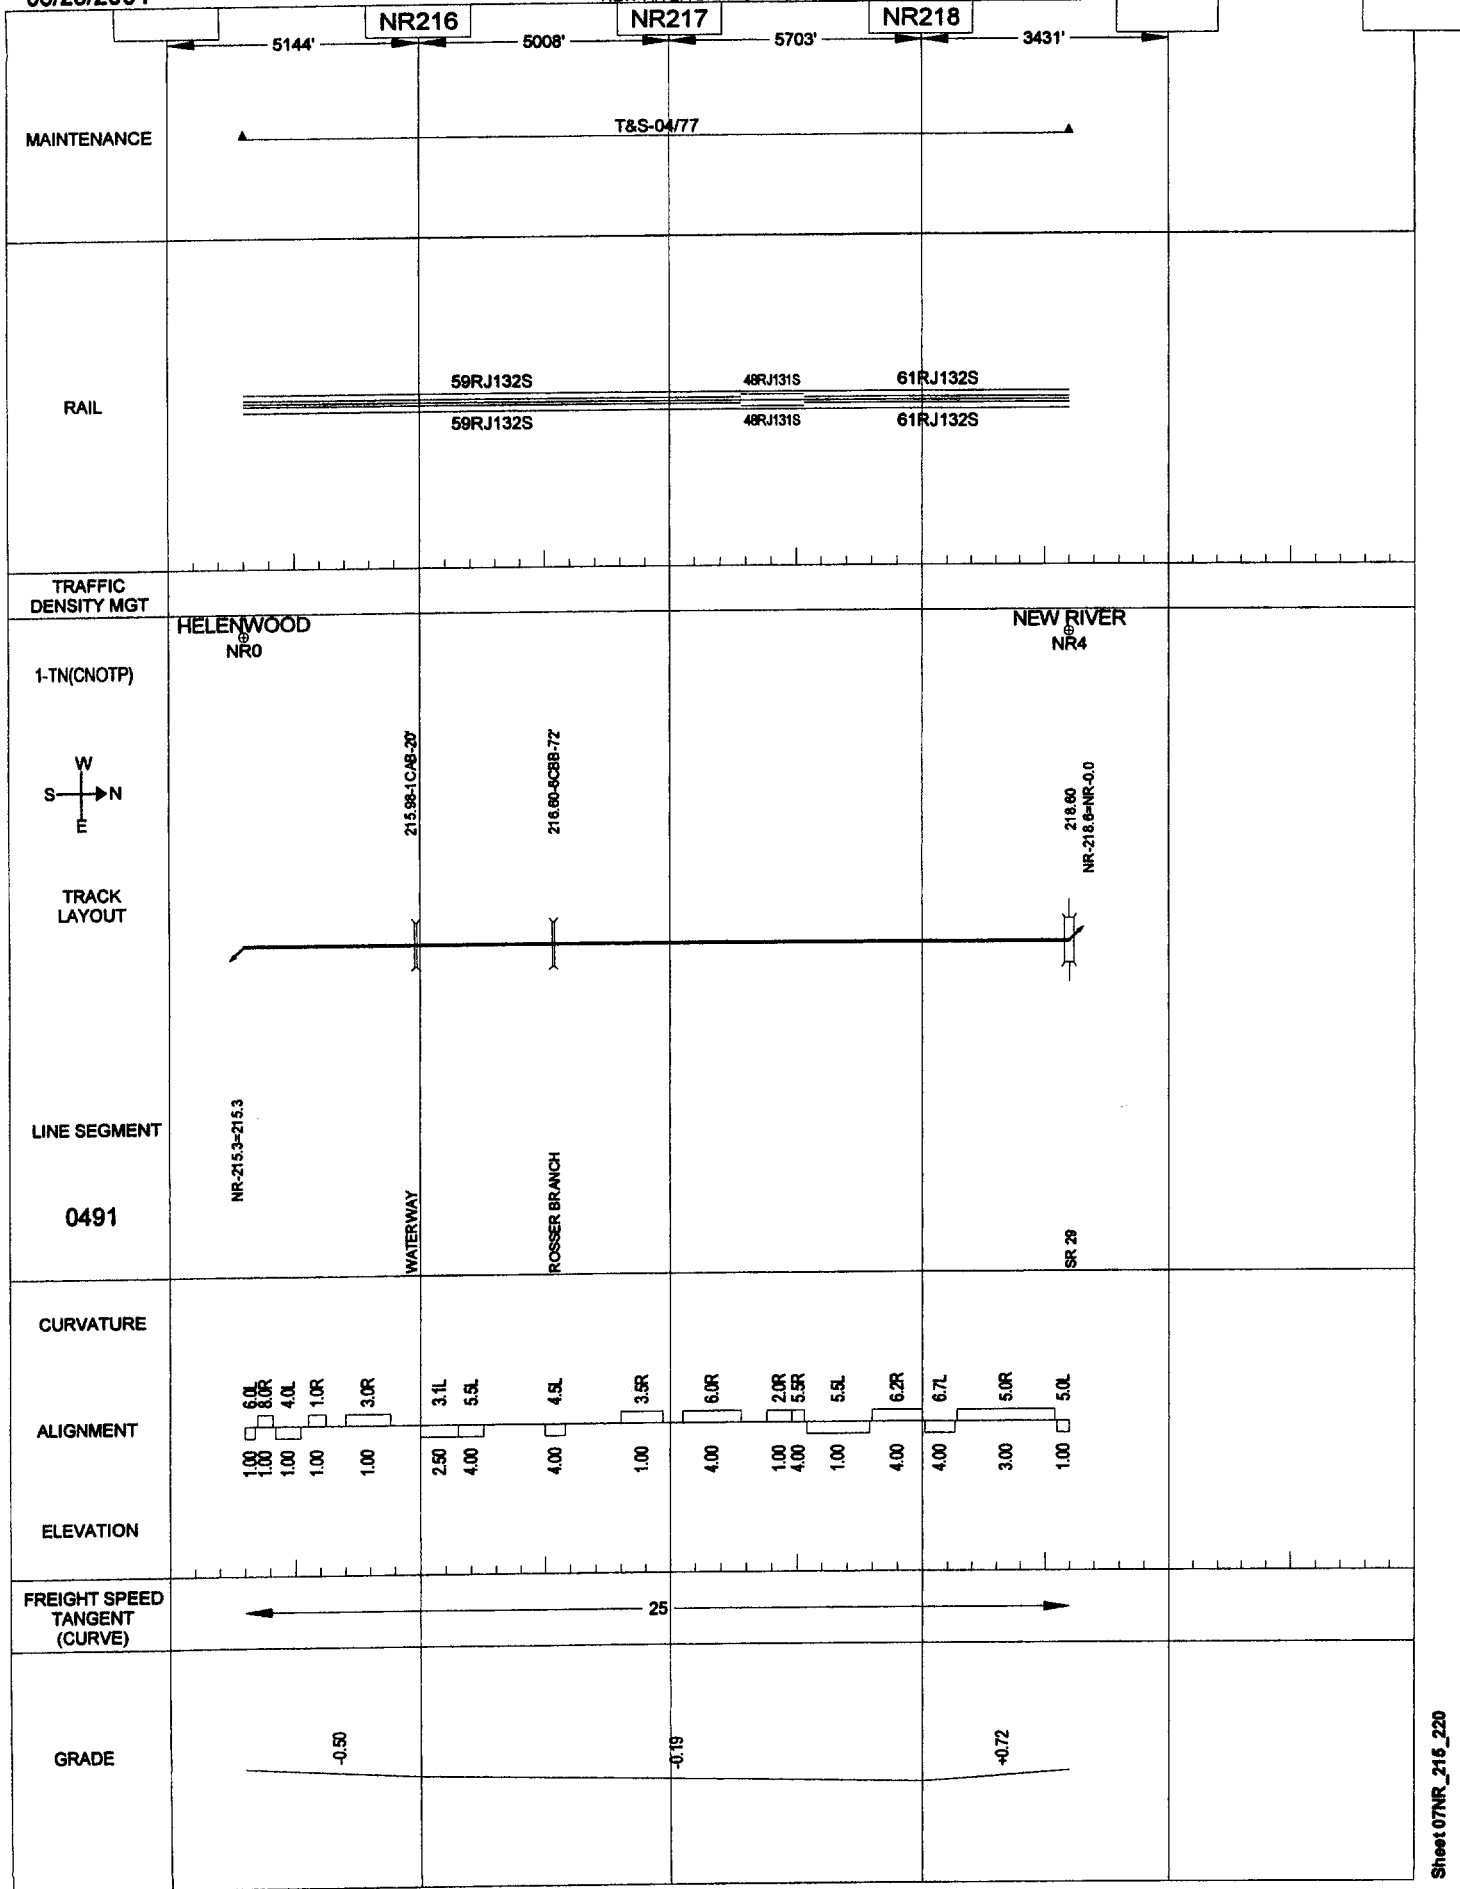 NR216
NR217
NR218
5144'
5008'
5703'
3431'
MAINTENANCE
T&S-04/77
RAIL
59RJ132S
48RJ131S
61RJ132S
59RJ132S
48RJ131S
61RJ132S
TRAFFIC
DENSITY MGT
HELENWOOD
NR0
NEW RIVER
NR4
1-TN(CNOTP)
W
S
N
E
215.98-1CAB-20'
216.60-6CBB-72'
218.60
NR-218.6=NR-0.0
TRACK
LAYOUT
LINE SEGMENT
0491
NR-215.3=215.3
WATERWAY
ROSSER BRANCH
SR 29
CURVATURE
6.0L
8.0R
4.0L
1.0R
3.0R
3.1L
5.5L
4.5L
3.5R
6.0R
2.0R
5.5R
5.5L
6.2R
6.7L
5.0R
5.0L
ALIGNMENT
1.00
1.00
1.00
1.00
1.00
2.50
4.00
4.00
1.00
4.00
1.00
4.00
1.00
4.00
4.00
3.00
1.00
ELEVATION
FREIGHT SPEED
TANGENT
(CURVE)
25
GRADE
-0.50
-0.19
+0.72
Sheet 07NR_215_220